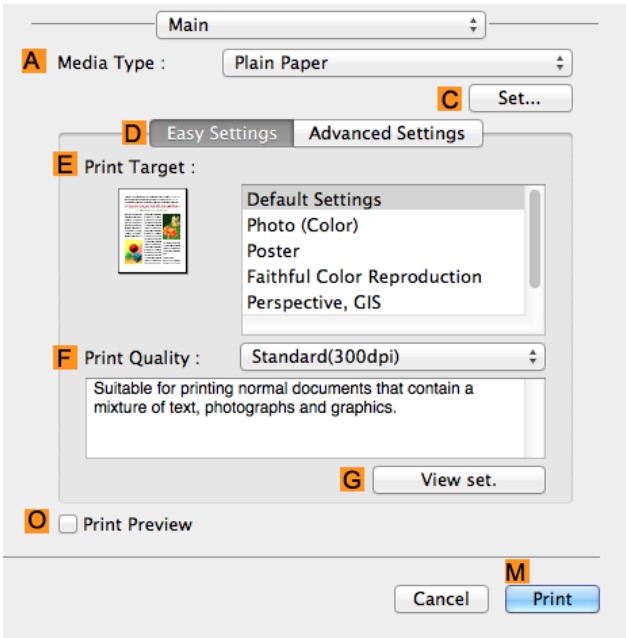 Main
A Media Type : Plain Paper
C Set...
D Easy Settings Advanced Settings
E Print Target :
Default Settings
Photo (Color)
Poster
Faithful Color Reproduction
Perspective, GIS
F Print Quality : Standard(300dpi)
Suitable for printing normal documents that contain a
mixture of text, photographs and graphics.
G View set.
O Print Preview
M
Cancel Print